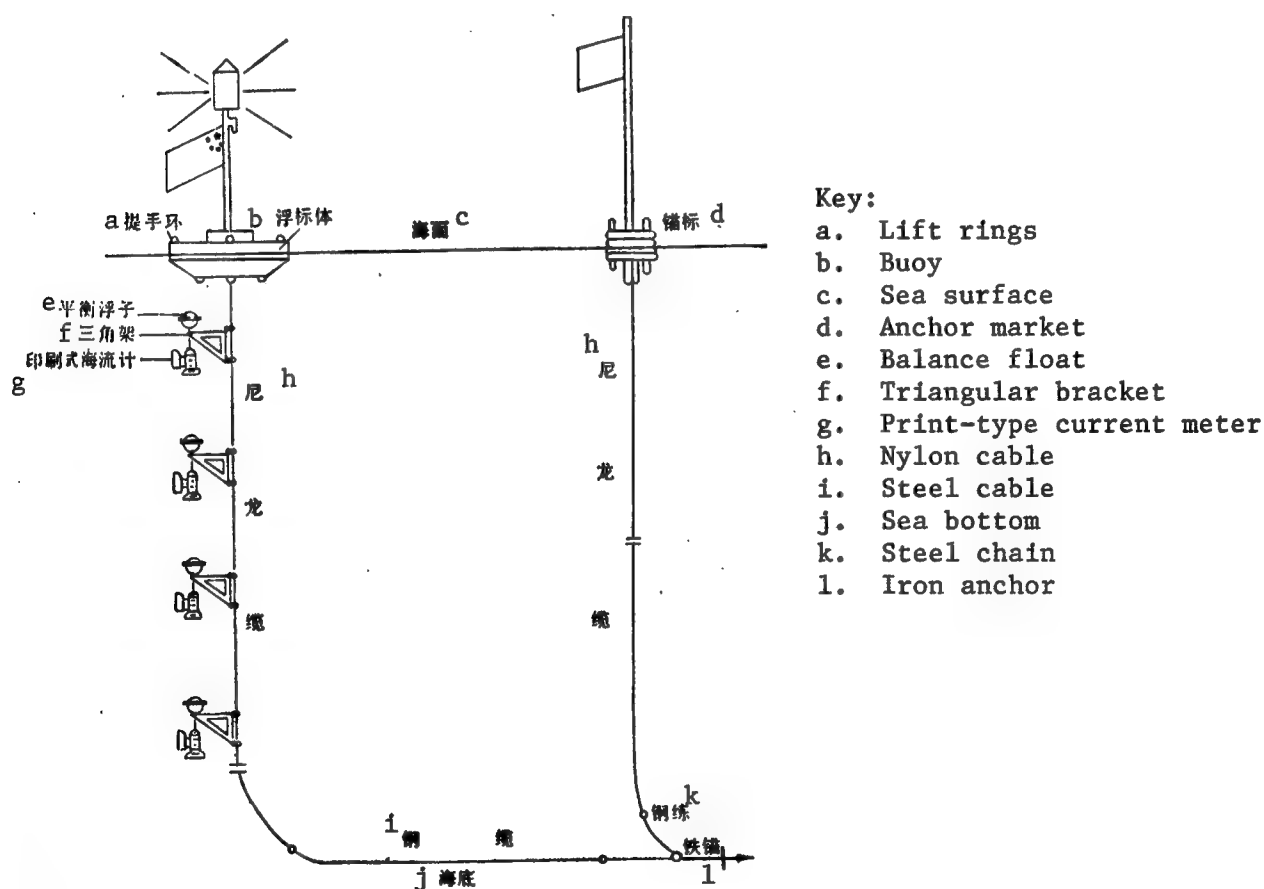 a 提手环
b 浮标体
海面 c
锚标 d
e 平衡浮子
f 三角架
印刷式海流计
g
h
尼
龙
缆
h
尼
龙
缆
i 钢 缆
j 海底
钢练 k
铁锚
l
Key:
a. Lift rings
b. Buoy
c. Sea surface
d. Anchor market
e. Balance float
f. Triangular bracket
g. Print-type current meter
h. Nylon cable
i. Steel cable
j. Sea bottom
k. Steel chain
l. Iron anchor